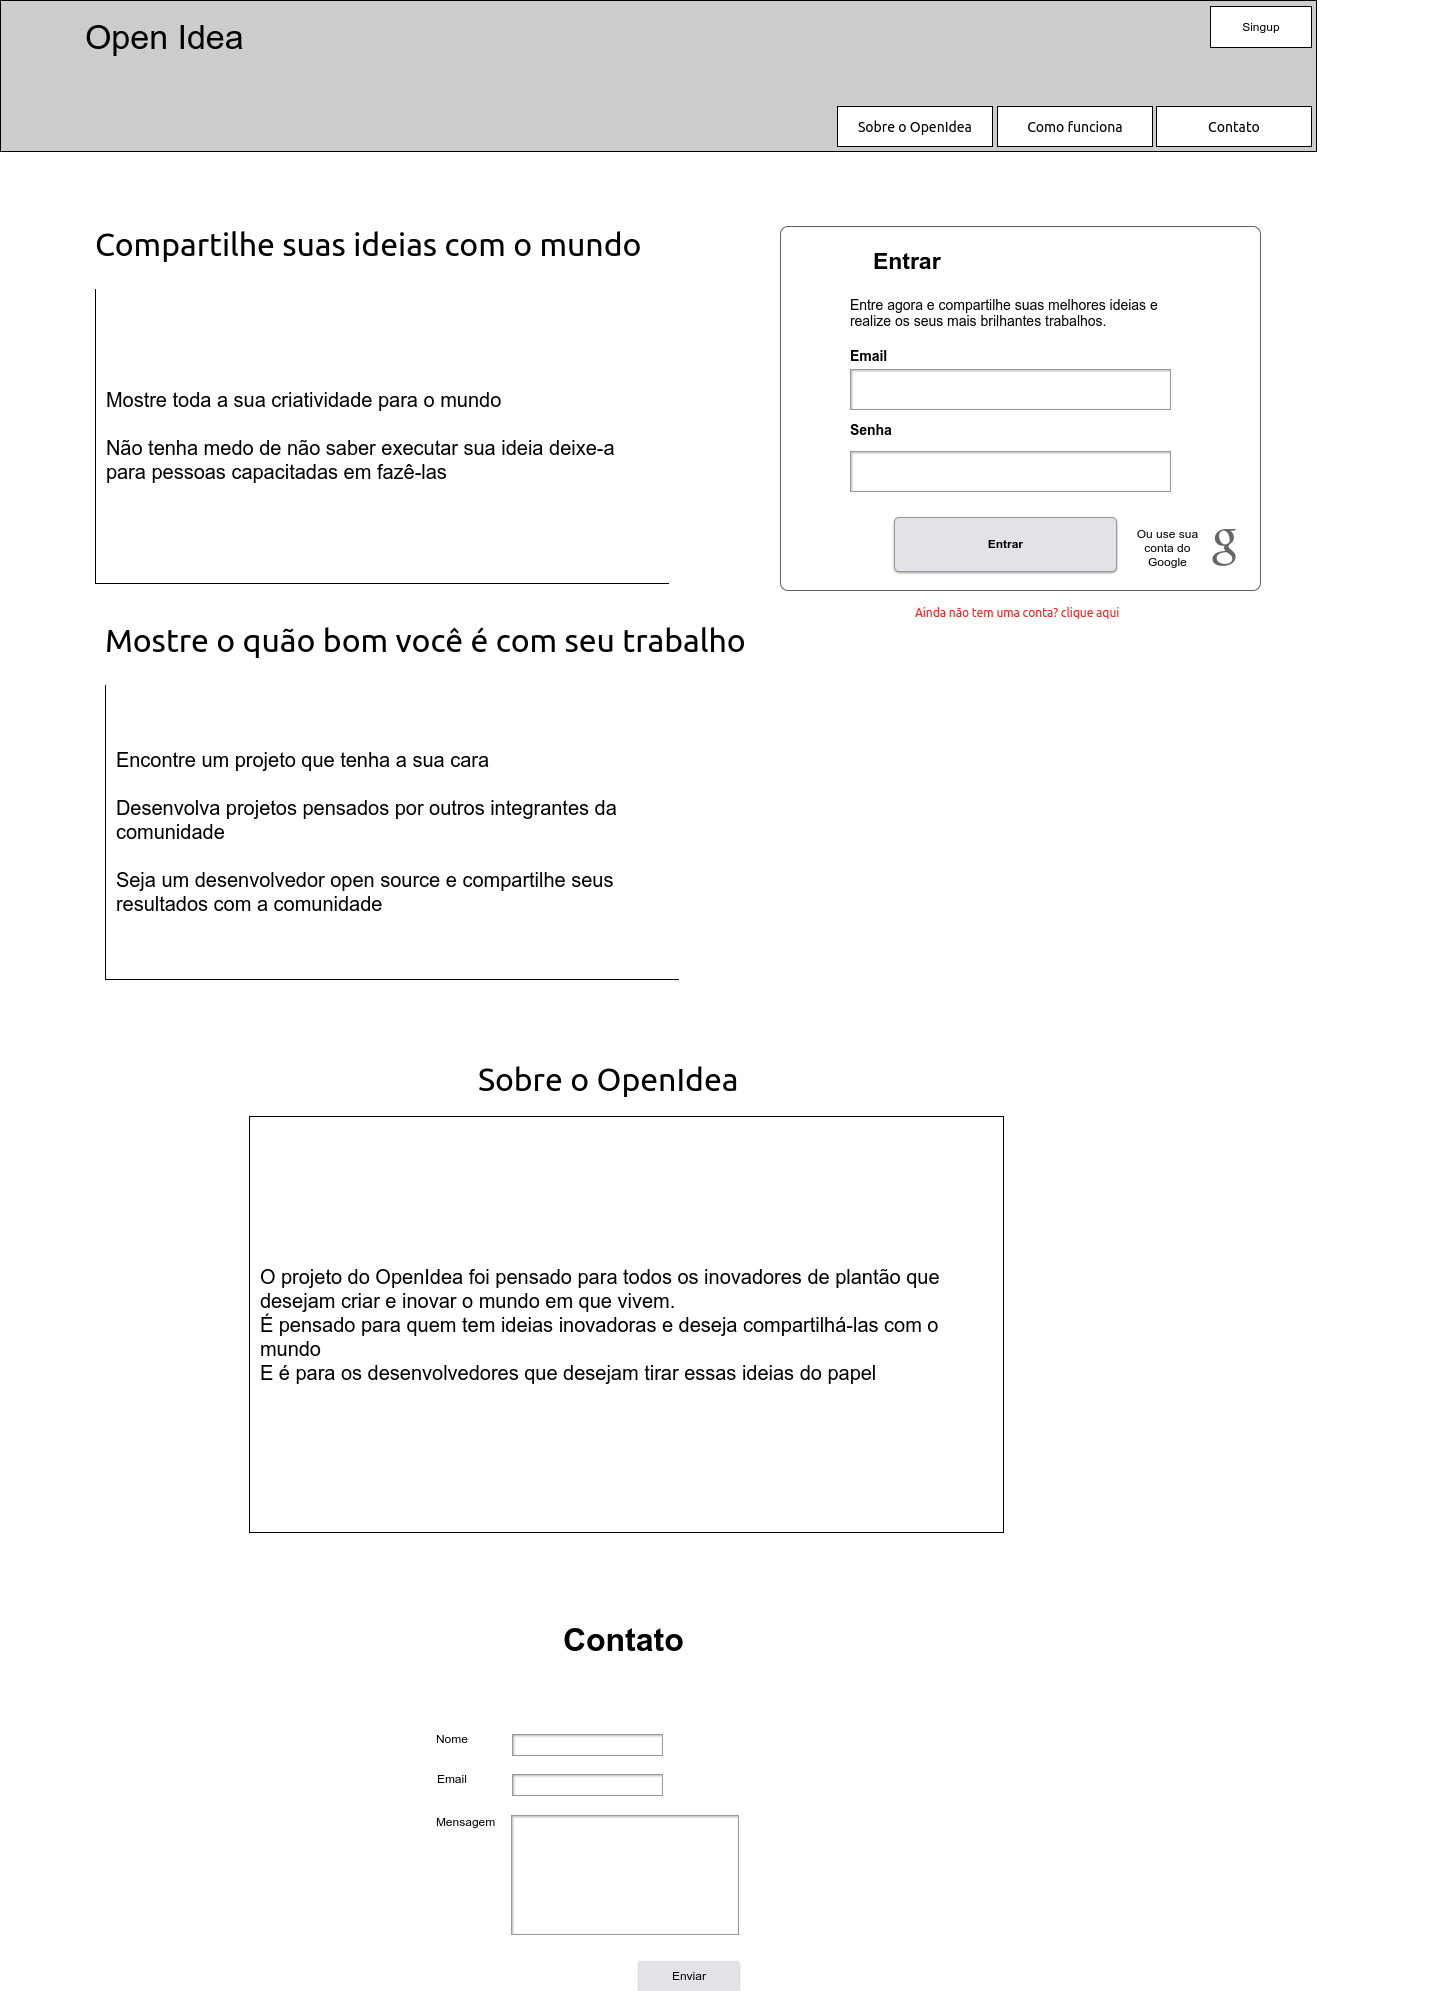 Open Idea
Singup
Sobre o OpenIdea
Como funciona
Contato
Compartilhe suas ideias com o mundo
Mostre toda a sua criatividade para o mundo
Não tenha medo de não saber executar sua ideia deixe-a
para pessoas capacitadas em fazê-las
Entrar
Entre agora e compartilhe suas melhores ideias e
realize os seus mais brilhantes trabalhos.
Email
Senha
Entrar
Ou use sua
conta do
Google
g
Ainda não tem uma conta? clique aqui
Mostre o quão bom você é com seu trabalho
Encontre um projeto que tenha a sua cara
Desenvolva projetos pensados por outros integrantes da
comunidade
Seja um desenvolvedor open source e compartilhe seus
resultados com a comunidade
Sobre o OpenIdea
O projeto do OpenIdea foi pensado para todos os inovadores de plantão que
desejam criar e inovar o mundo em que vivem.
É pensado para quem tem ideias inovadoras e deseja compartilhá-las com o
mundo
E é para os desenvolvedores que desejam tirar essas ideias do papel
Contato
Nome
Email
Mensagem
Enviar